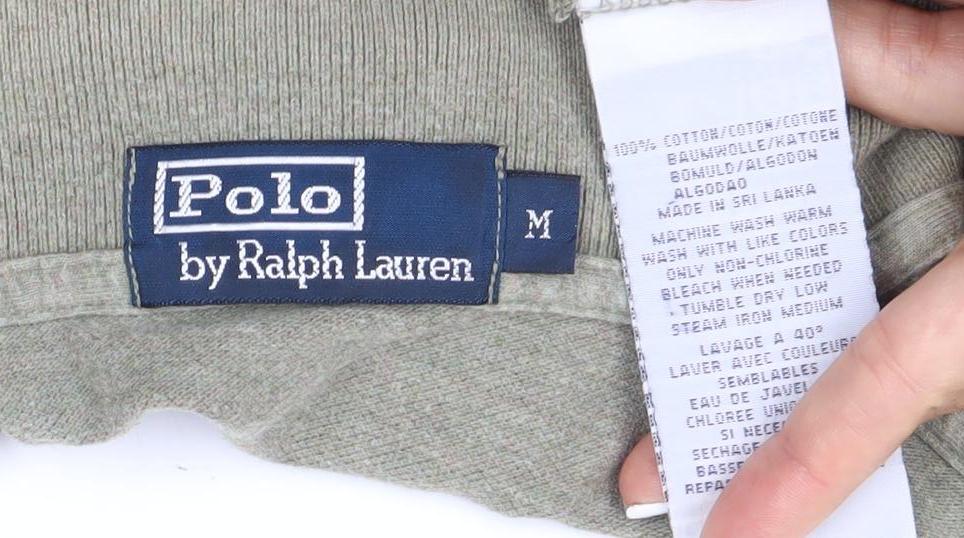 Polo
by Ralph Lauren
M
100% COTTON/COTON/COTONE
BAUMWOLLE/KATOEN
BOMULD/ALGODON
ALGODAO
MADE IN SRI LANKA
MACHINE WASH WARM
WASH WITH LIKE COLORS
ONLY NON-CHLORINE
BLEACH WHEN NEEDED
TUMBLE DRY LOW
STEAM IRON MEDIUM
LAVAGE A 40°
LAVER AVEC COULEUR
SEMBLABLES
EAU DE JAVEL
CHLOREE
SI
SECHAGE